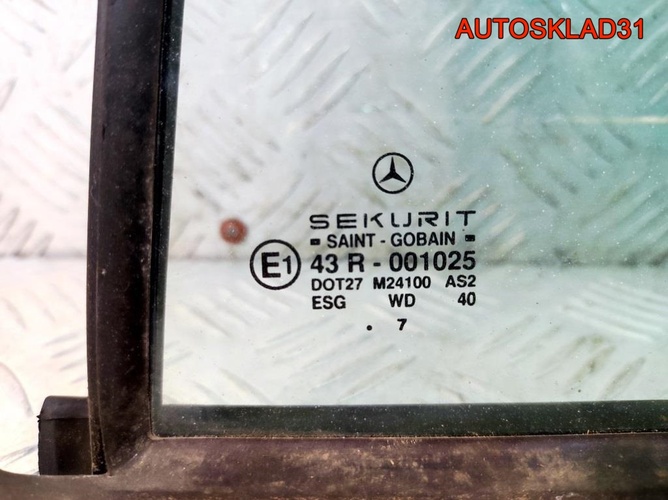 AUTOSKLAD31
SEKURIT
SAINT - GOBAIN
E1 43 R - 001025
DOT27 M24100 AS2
ESG WD 40
. 7